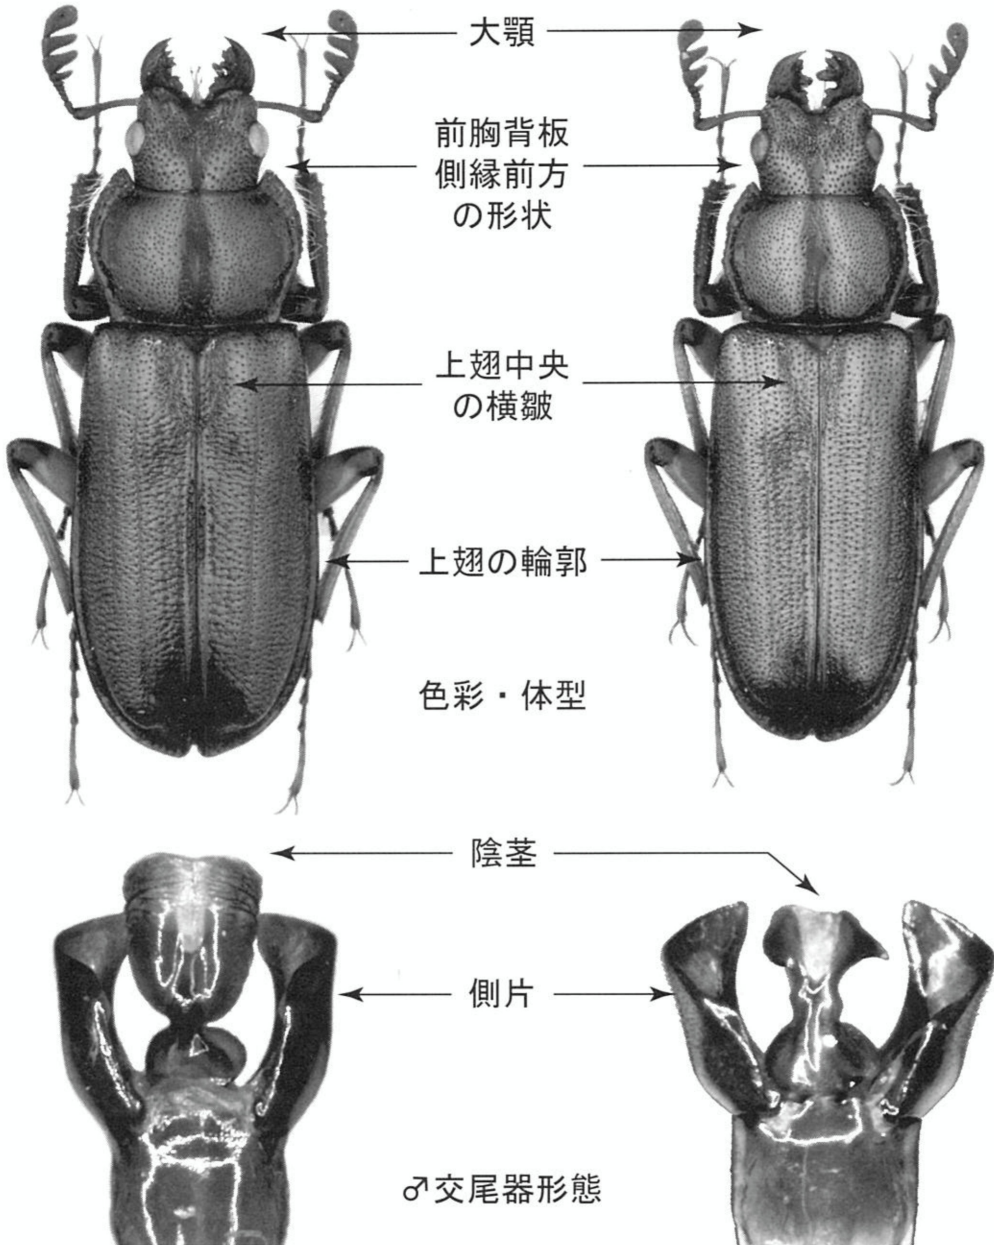 大顎
前胸背板
側縁前方
の形状
上翅中央
の横皺
上翅の輪郭
色彩・体型
陰茎
側片
♂交尾器形態